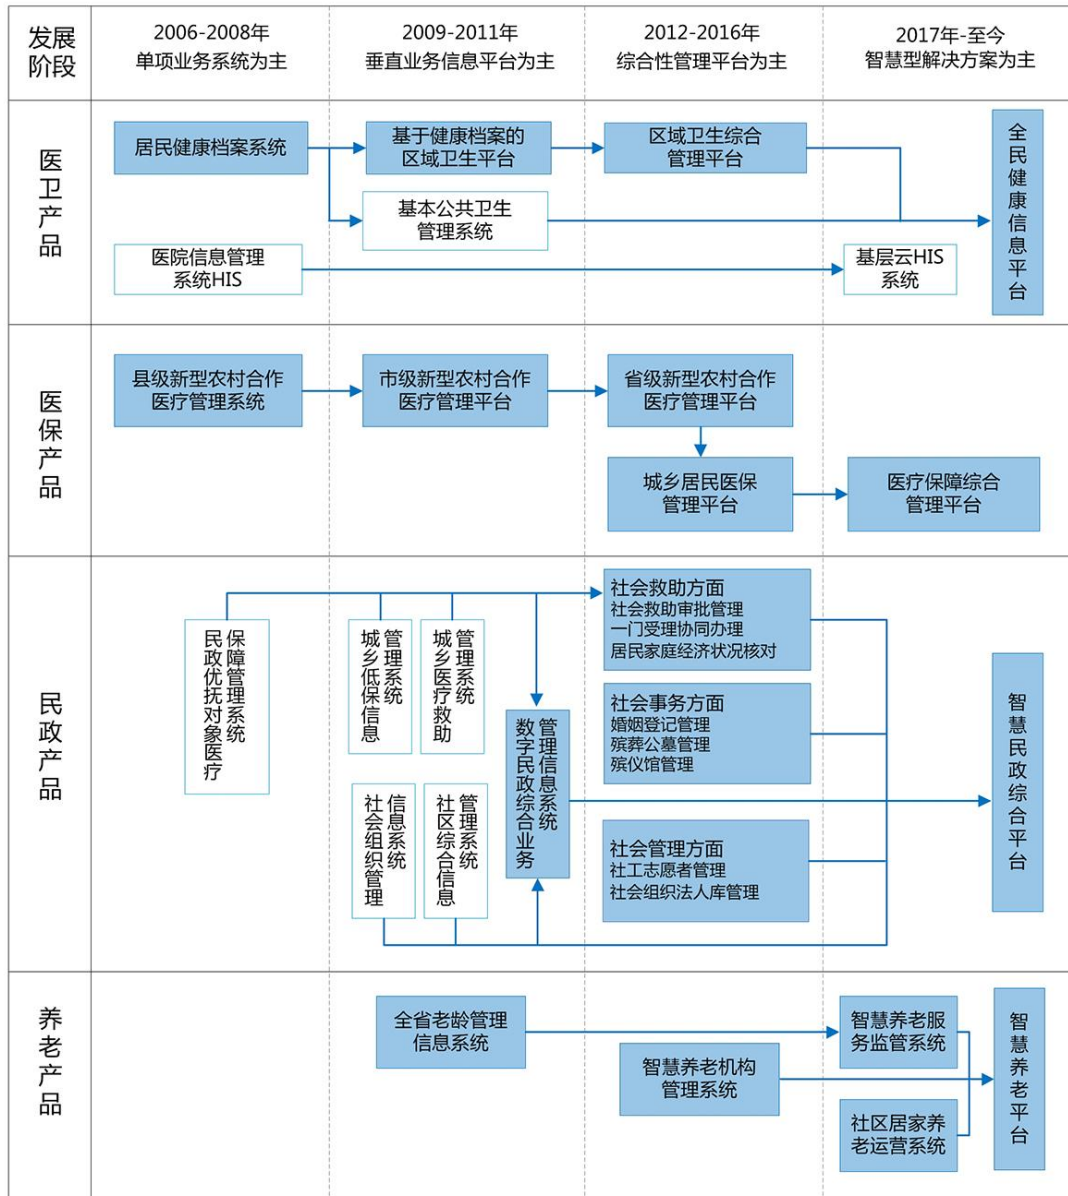 发展
阶段
2006-2008年
单项业务系统为主
2009-2011年
垂直业务信息平台为主
2012-2016年
综合性管理平台为主
2017年-至今
智慧型解决方案为主
医卫产品
居民健康档案系统
基于健康档案的
区域卫生平台
区域卫生综合
管理平台
基本公共卫生
管理系统
医院信息管理
系统HIS
基层云HIS
系统
全民健康信息平台
医保产品
县级新型农村合作
医疗管理系统
市级新型农村合作
医疗管理平台
省级新型农村合作
医疗管理平台
城乡居民医保
管理平台
医疗保障综合
管理平台
民政产品
民政优抚对象医疗
保障管理系统
城乡低保信息
管理系统
城乡医疗救助
管理系统
社会组织管理
信息系统
社区综合信息
管理系统
数字民政综合业务
管理信息系统
社会救助方面
社会救助审批管理
一门受理协同办理
居民家庭经济状况核对
社会事务方面
婚姻登记管理
殡葬公墓管理
殡仪馆管理
社会管理方面
社工志愿者管理
社会组织法人库管理
智慧民政综合平台
养老产品
全省老龄管理
信息系统
智慧养老机构
管理系统
智慧养老服
务监管系统
社区居家养
老运营系统
智慧养老平台